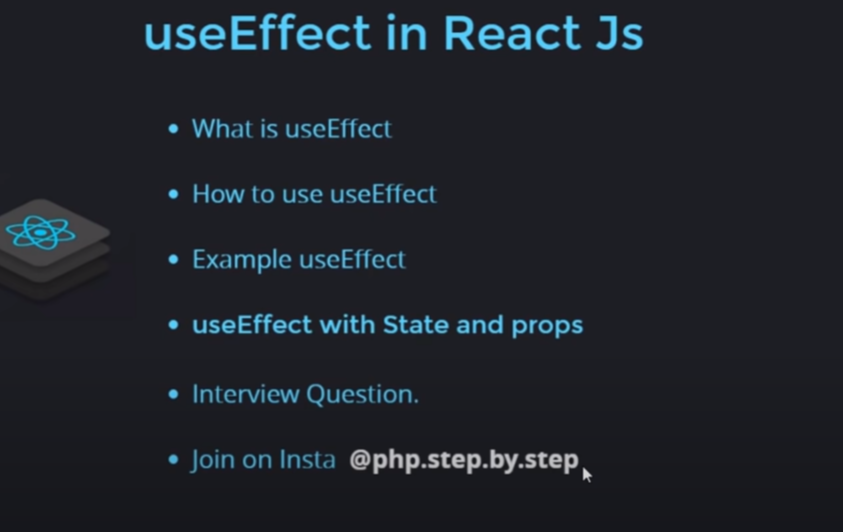 useEffect in React Js
What is useEffect
How to use useEffect
Example useEffect
useEffect with State and props
Interview Question.
Join on Insta @php.step.by.step